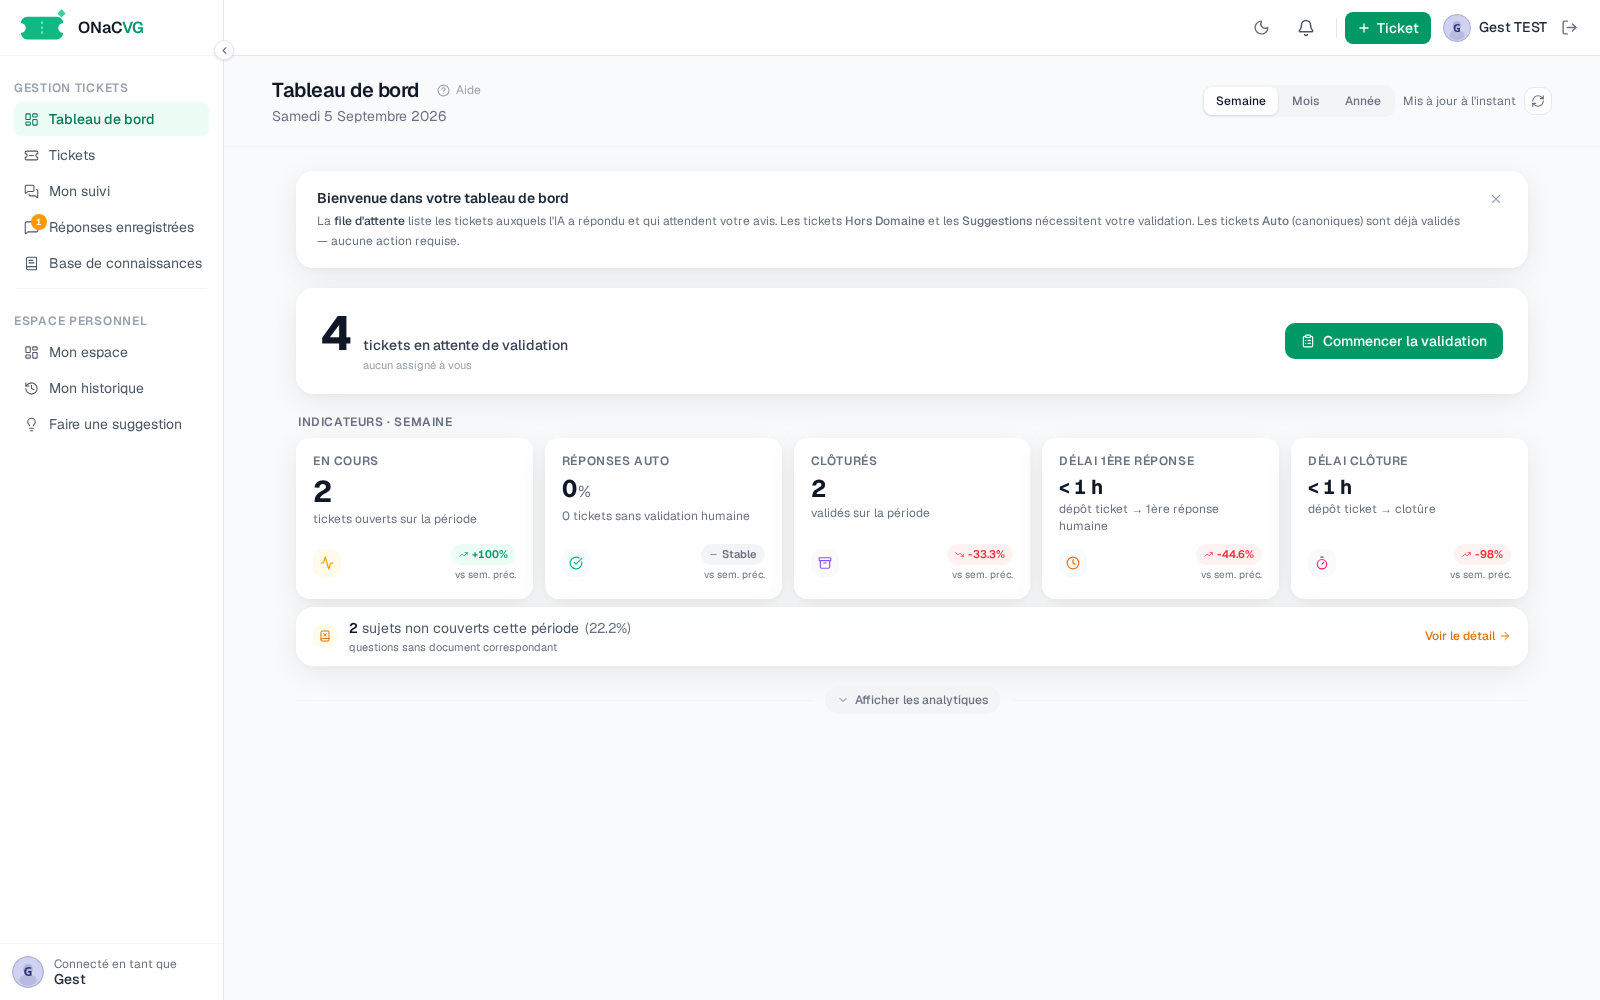 ONaCVG
GESTION TICKETS
Tableau de bord
Tickets
Mon suivi
1
Réponses enregistrées
Base de connaissances
ESPACE PERSONNEL
Mon espace
Mon historique
Faire une suggestion
G
Connecté en tant que
Gest
+ Ticket
G
Gest TEST
Tableau de bord
Aide
Samedi 5 Septembre 2026
Semaine
Mois
Année
Mis à jour à l'instant
Bienvenue dans votre tableau de bord
La file d'attente liste les tickets auxquels l'IA a répondu et qui attendent votre avis. Les tickets Hors Domaine et les Suggestions nécessitent votre validation. Les tickets Auto (canoniques) sont déjà validés
— aucune action requise.
4 tickets en attente de validation
aucun assigné à vous
Commencer la validation
INDICATEURS · SEMAINE
EN COURS
2
tickets ouverts sur la période
+100%
vs sem. préc.
RÉPONSES AUTO
0%
0 tickets sans validation humaine
Stable
vs sem. préc.
CLÔTURÉS
2
validés sur la période
-33.3%
vs sem. préc.
DÉLAI 1ÈRE RÉPONSE
< 1 h
dépôt ticket → 1ère réponse
humaine
-44.6%
vs sem. préc.
DÉLAI CLÔTURE
< 1 h
dépôt ticket → clotûre
-98%
vs sem. préc.
2 sujets non couverts cette période (22.2%)
questions sans document correspondant
Voir le détail →
Afficher les analytiques